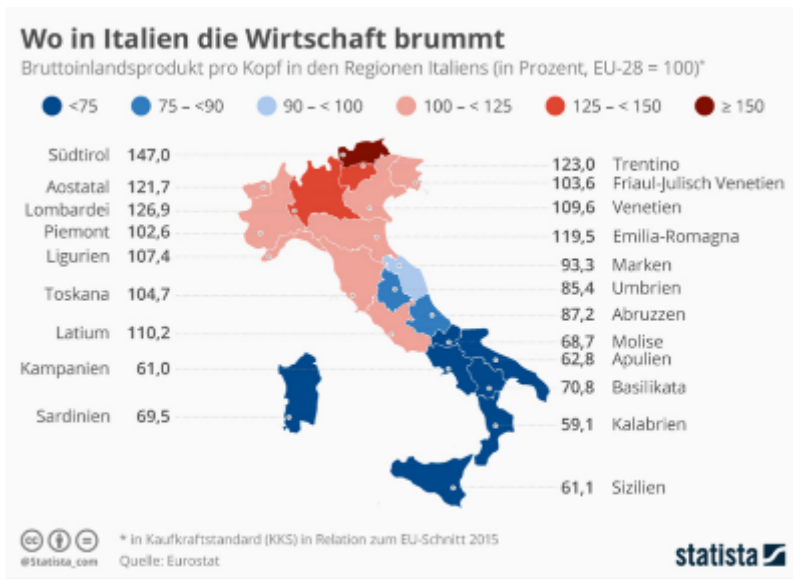 Wo in Italien die Wirtschaft brummt
Bruttoinlandsprodukt pro Kopf in den Regionen Italiens (in Prozent, EU-28 = 100)*
<75 75 – <90 90 – < 100 100 – < 125 125 – < 150 ≥ 150
Südtirol 147,0
Aostatal 121,7
Lombardei 126,9
Piemont 102,6
Ligurien 107,4
Toskana 104,7
Latium 110,2
Kampanien 61,0
Sardinien 69,5
123,0 Trentino
103,6 Friaul-Julisch Venetien
109,6 Venetien
119,5 Emilia-Romagna
93,3 Marken
85,4 Umbrien
87,2 Abruzzen
68,7 Molise
62,8 Apulien
70,8 Basilikata
59,1 Kalabrien
61,1 Sizilien
cc
@Statista_com
* in Kaufkraftstandard (KKS) in Relation zum EU-Schnitt 2015
Quelle: Eurostat
statista